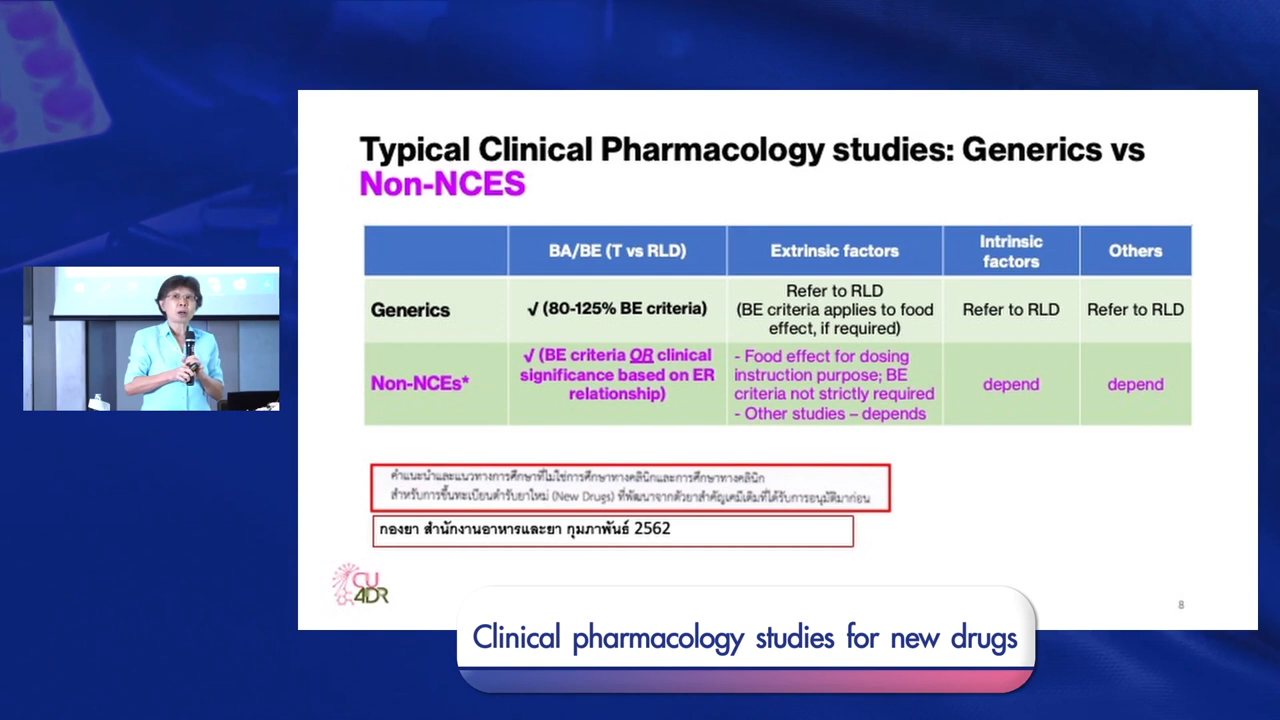 Typical Clinical Pharmacology studies: Generics vs
Non-NCES
BA/BE (T vs RLD)
Extrinsic factors
Intrinsic
factors
Others
Generics
√ (80-125% BE criteria)
Refer to RLD
(BE criteria applies to food
effect, if required)
Refer to RLD
Refer to RLD
Non-NCEs*
√ (BE criteria OR clinical
significance based on ER
relationship)
- Food effect for dosing
instruction purpose; BE
criteria not strictly required
- Other studies – depends
depend
depend
คำแนะนำและแนวทางการศึกษาที่ไม่ใช่การศึกษาทางคลินิกและการศึกษาทางคลินิก
สำหรับการขึ้นทะเบียนตำรับยาใหม่ (New Drugs) ที่พัฒนาจากตัวยาสำคัญเคมีเดิมที่ได้รับการอนุมัติมาก่อน
กองยา สำนักงานอาหารและยา กุมภาพันธ์ 2562
CU
4DR
8
Clinical pharmacology studies for new drugs